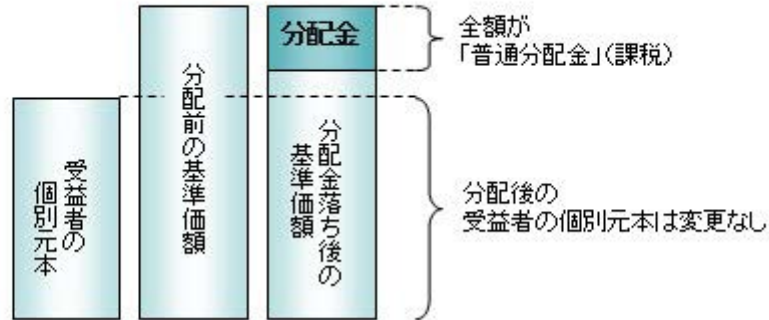 受益者の
個別元本
分配前の基準価額
分配金
分配金落ち後の
基準価額
全額が
「普通分配金」(課税)
分配後の
受益者の個別元本は変更なし